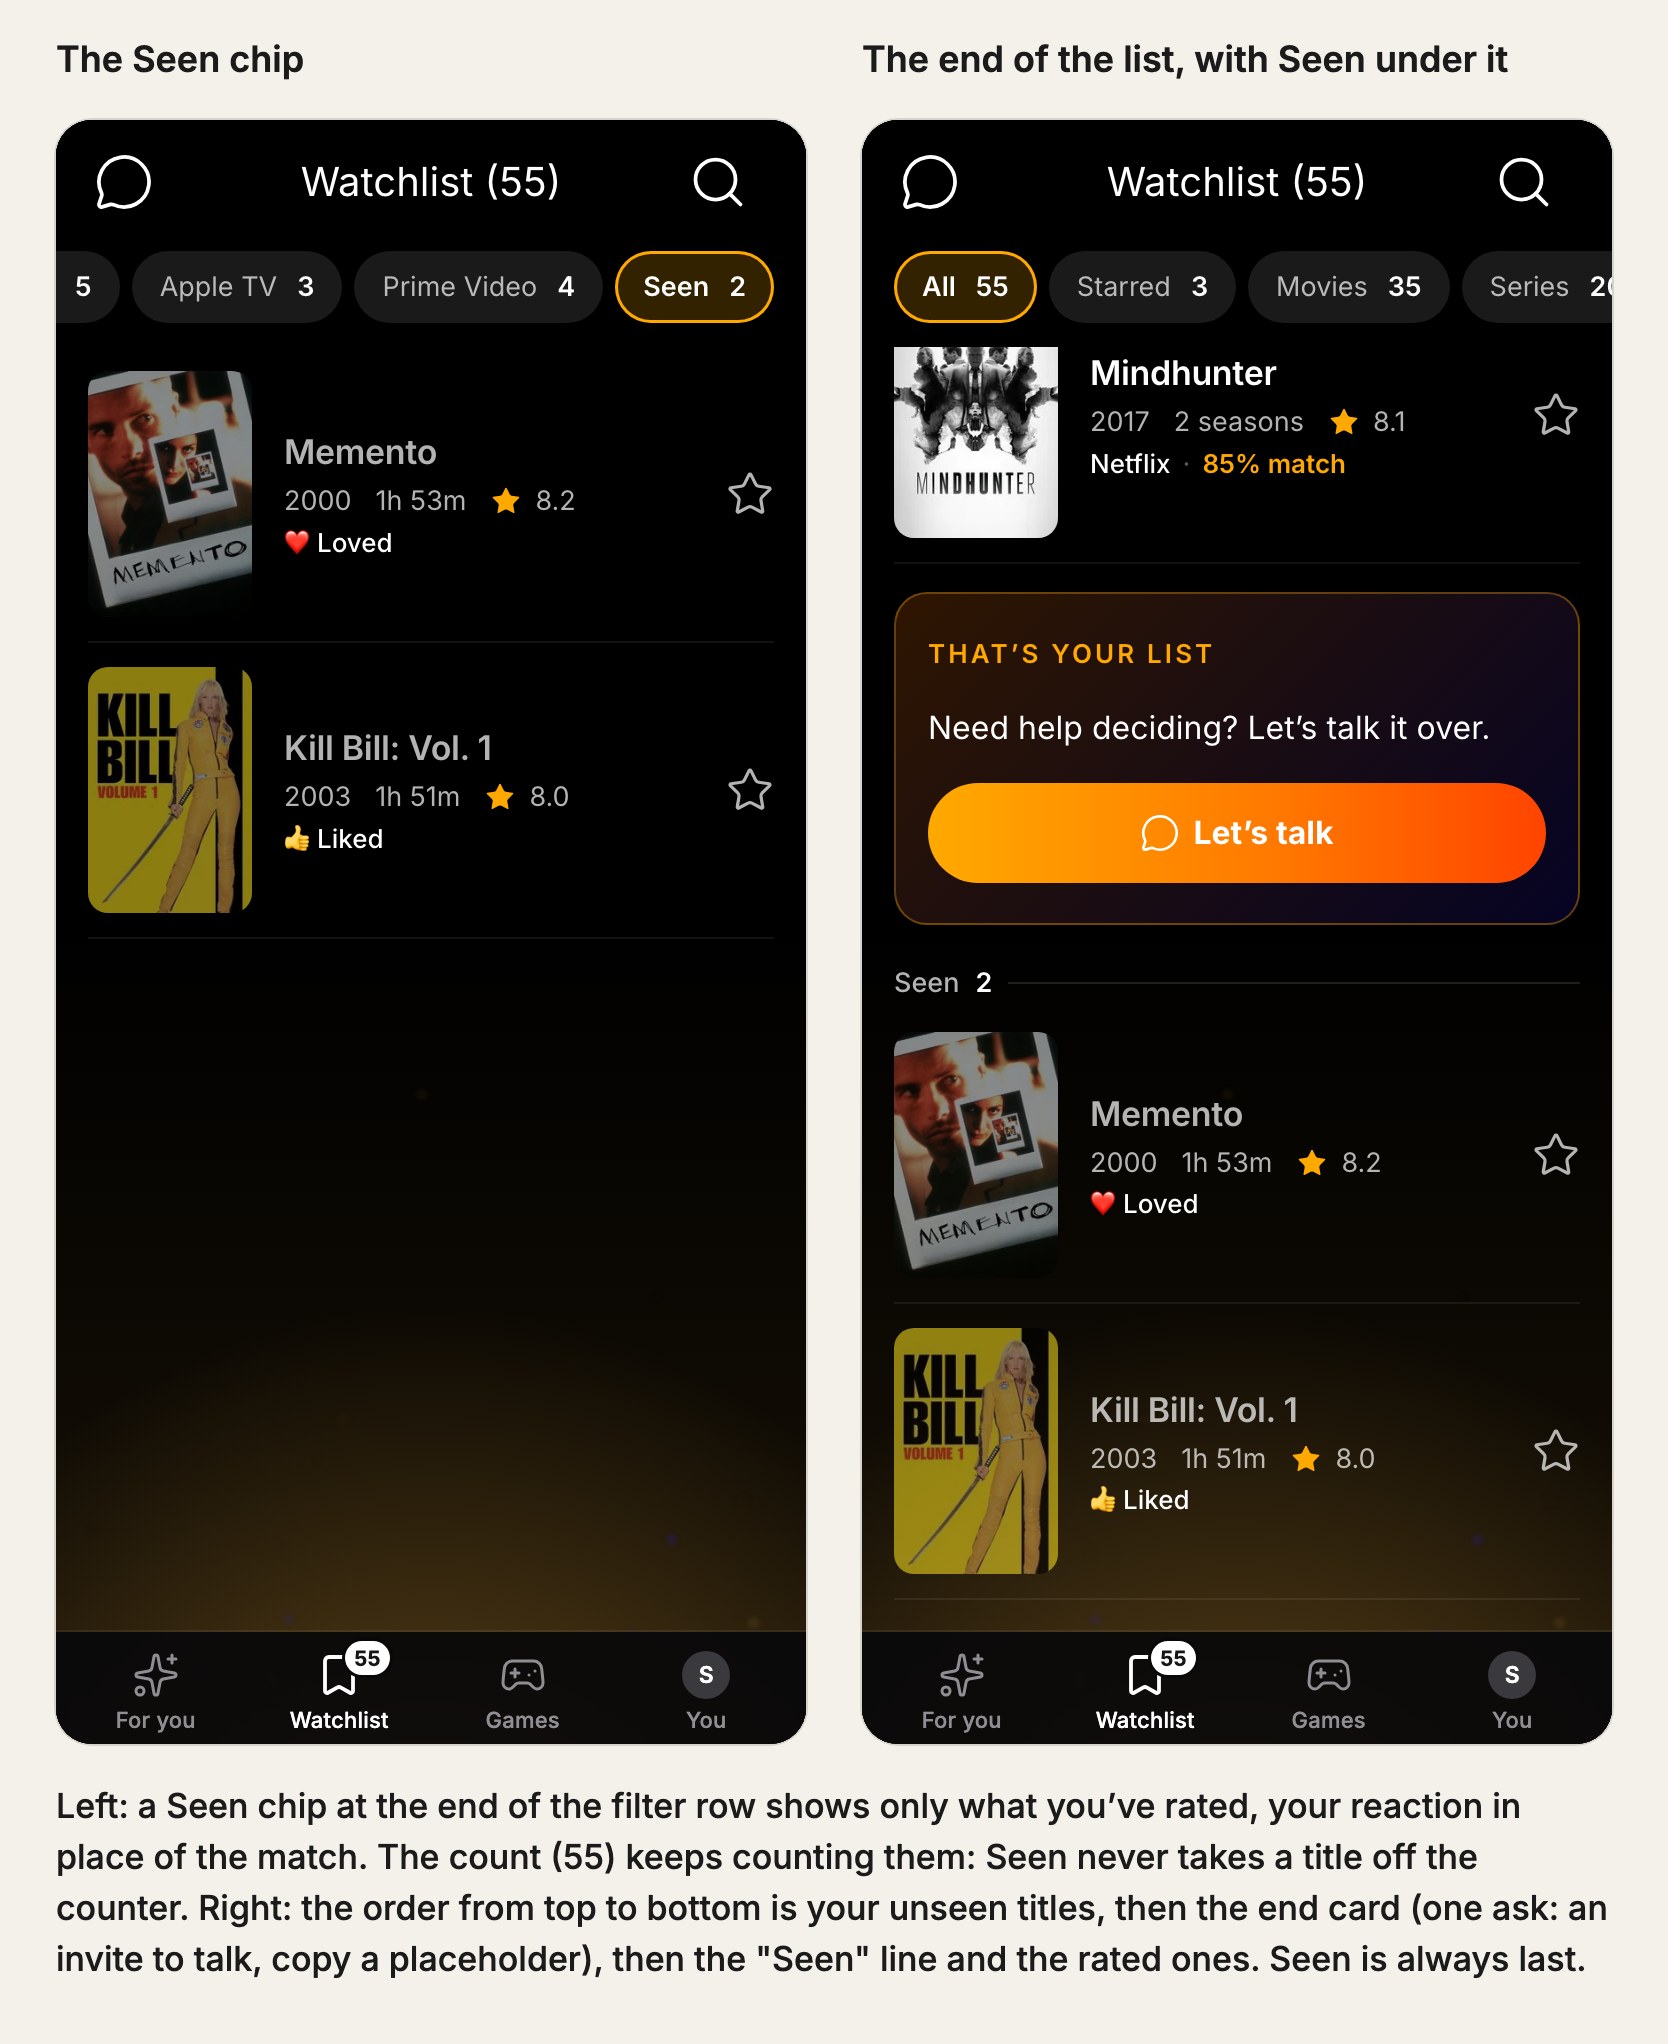 The Seen chip
Watchlist (55)
5 Apple TV 3 Prime Video 4 Seen 2
MEMENTO
Memento
2000 1h 53m 8.2
❤️ Loved
KILL
BILL
VOLUME 1
Kill Bill: Vol. 1
2003 1h 51m 8.0
👍 Liked
For you
55
Watchlist
Games
S
You
The end of the list, with Seen under it
Watchlist (55)
All 55 Starred 3 Movies 35 Series
MINDHUNTER
Mindhunter
2017 2 seasons 8.1
Netflix · 85% match
THAT’S YOUR LIST
Need help deciding? Let’s talk it over.
Let’s talk
Seen 2
MEMENTO
Memento
2000 1h 53m 8.2
❤️ Loved
KILL
BILL
VOLUME 1
Kill Bill: Vol. 1
2003 1h 51m 8.0
👍 Liked
For you
55
Watchlist
Games
S
You
Left: a Seen chip at the end of the filter row shows only what you’ve rated, your reaction in
place of the match. The count (55) keeps counting them: Seen never takes a title off the
counter. Right: the order from top to bottom is your unseen titles, then the end card (one ask: an
invite to talk, copy a placeholder), then the "Seen" line and the rated ones. Seen is always last.